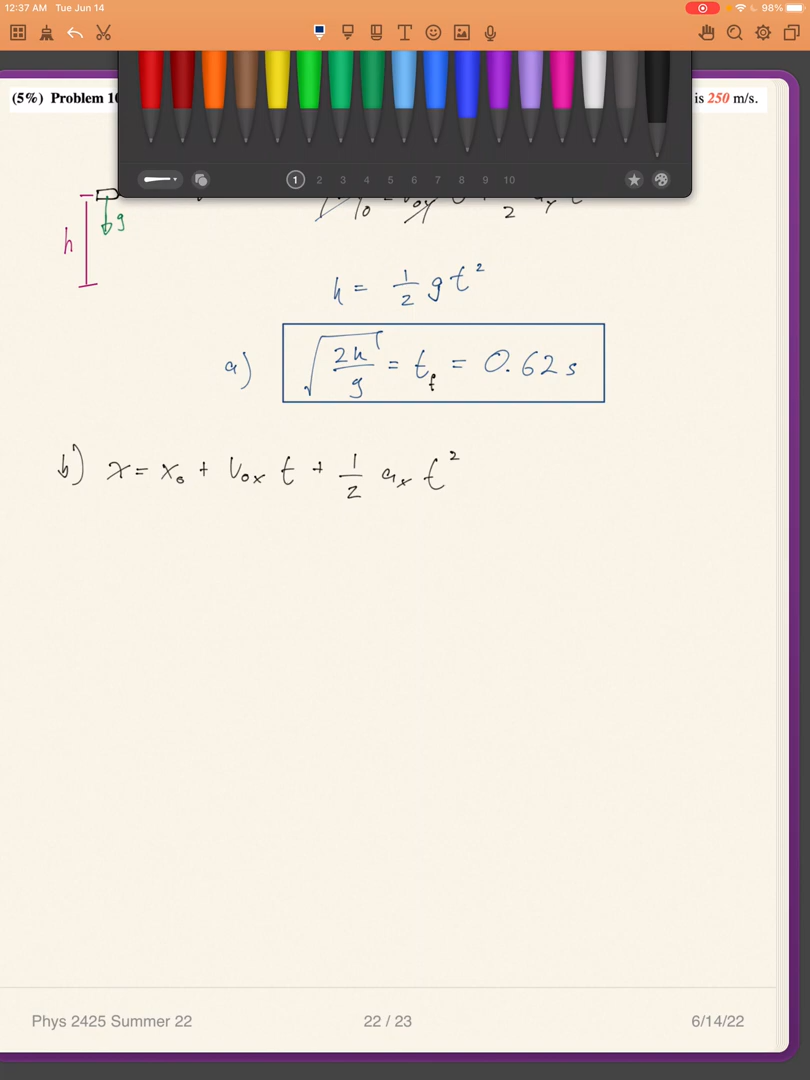 12:37 AM Tue Jun 14
98%
(5%) Problem 10
is 250 m/s.
1 2 3 4 5 6 7 8 9 10
g
h
2
h = 1/2 g t²
a) √(2h/g) = t_f = 0.62 s
b) x = x₀ + v₀ₓ t + 1/2 aₓ t²
Phys 2425 Summer 22
22 / 23
6/14/22